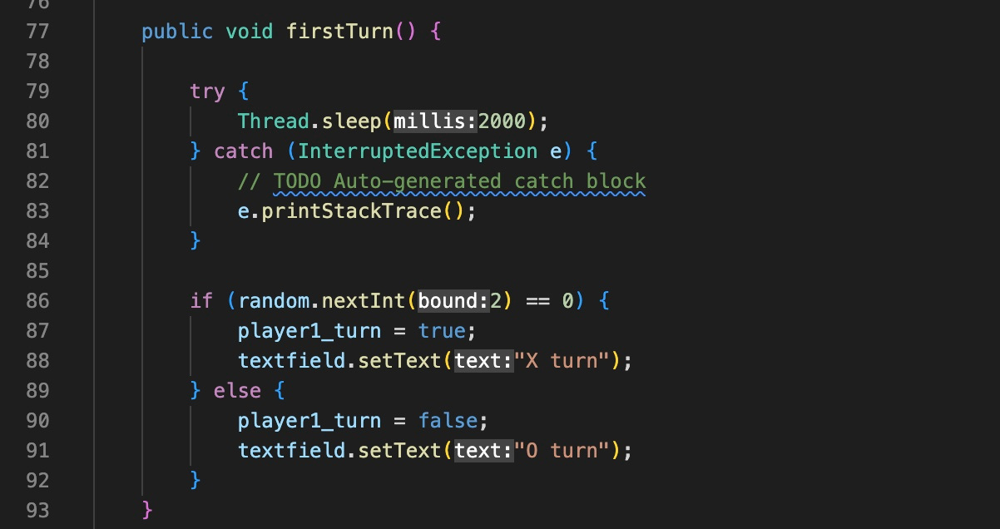 76
77 public void firstTurn() {
78
79 try {
80 Thread.sleep(millis:2000);
81 } catch (InterruptedException e) {
82 // TODO Auto-generated catch block
83 e.printStackTrace();
84 }
85
86 if (random.nextInt(bound:2) == 0) {
87 player1_turn = true;
88 textfield.setText(text:"X turn");
89 } else {
90 player1_turn = false;
91 textfield.setText(text:"O turn");
92 }
93 }